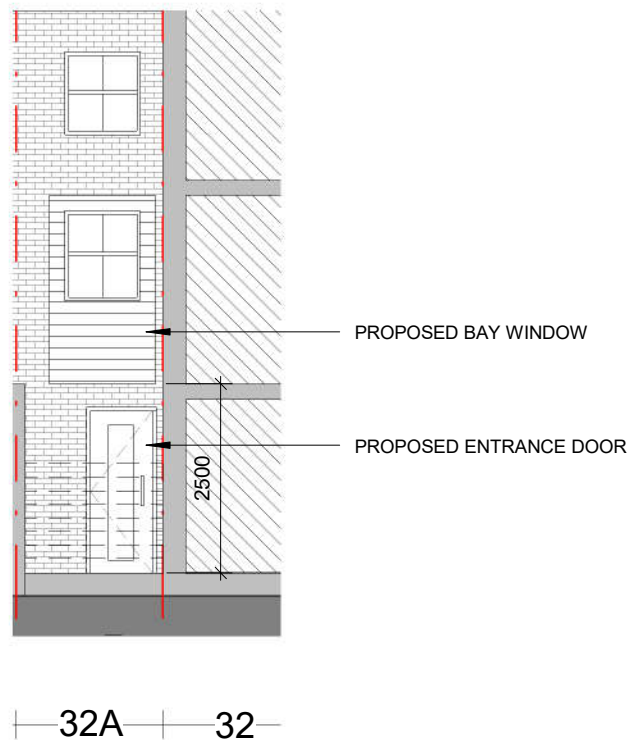 PROPOSED BAY WINDOW
PROPOSED ENTRANCE DOOR
2500
32A
32